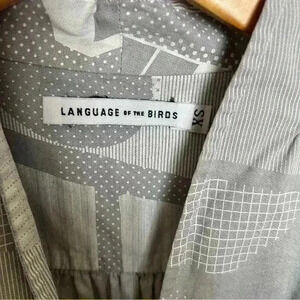 LANGUAGE OF THE BIRDS
XS